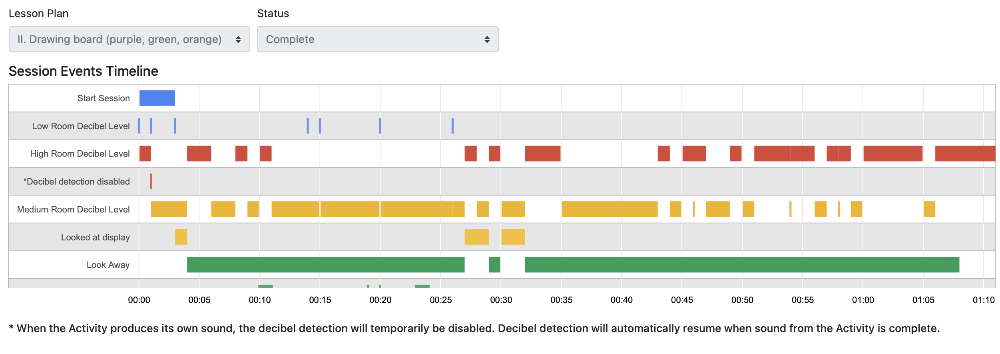 Lesson Plan
Status
II. Drawing board (purple, green, orange)
Complete
Session Events Timeline
Start Session
Low Room Decibel Level
High Room Decibel Level
*Decibel detection disabled
Medium Room Decibel Level
Looked at display
Look Away
00:00 00:05 00:10 00:15 00:20 00:25 00:30 00:35 00:40 00:45 00:50 00:55 01:00 01:05 01:10
* When the Activity produces its own sound, the decibel detection will temporarily be disabled. Decibel detection will automatically resume when sound from the Activity is complete.